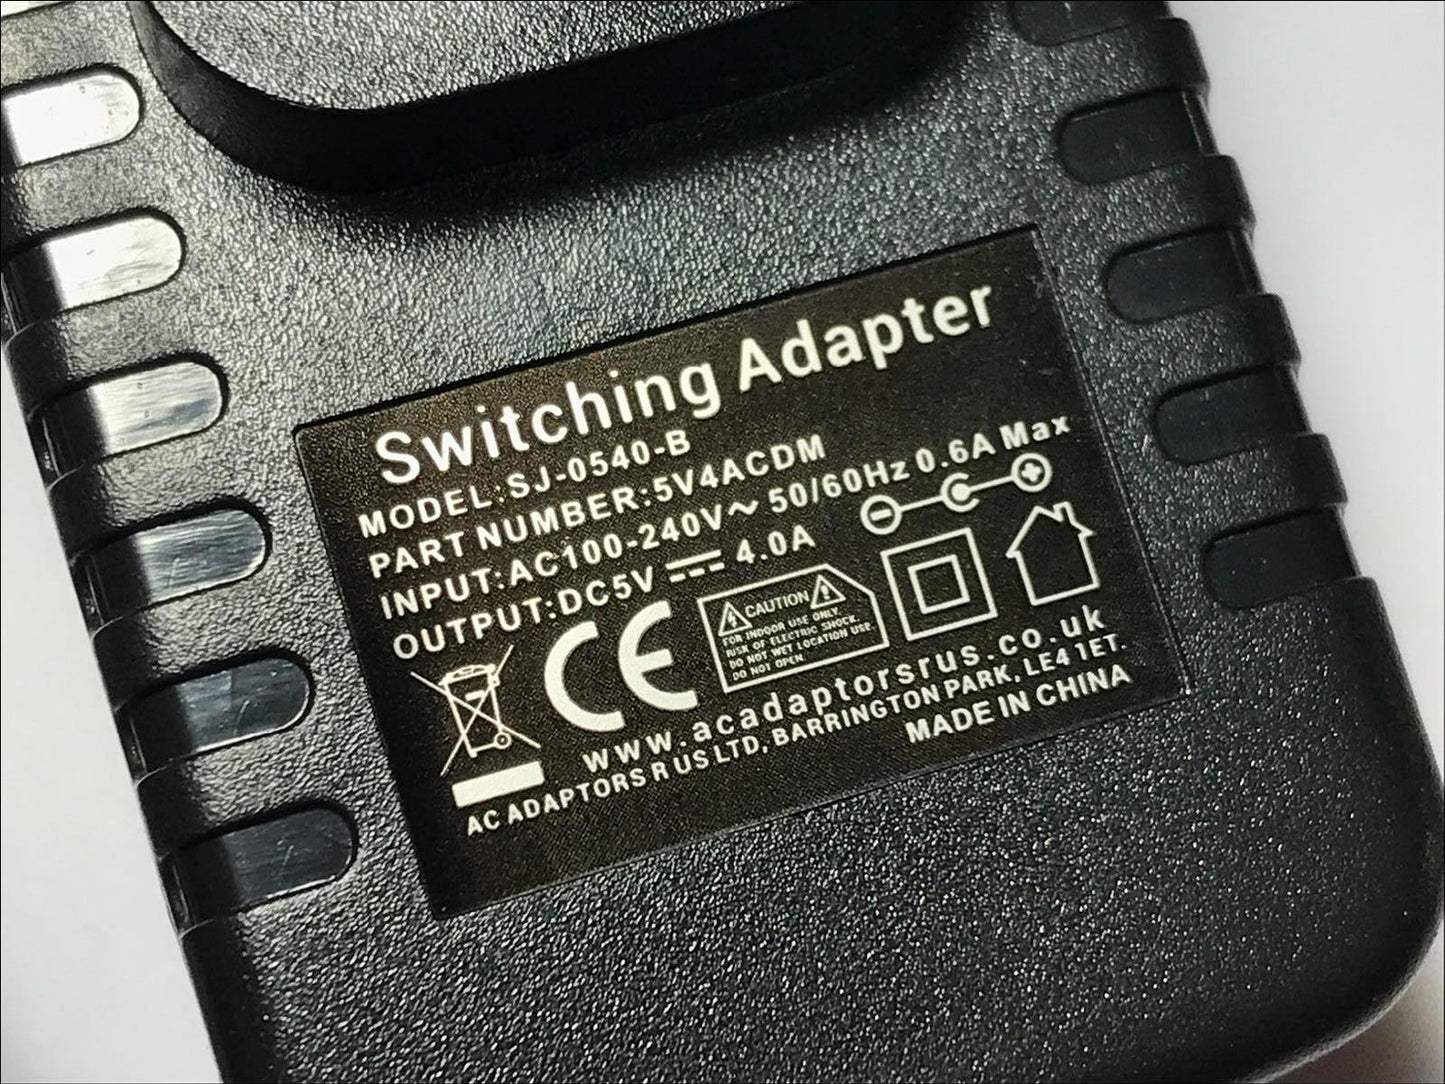 Switching Adapter
MODEL:SJ-0540-B
PART NUMBER:5V4ACDM
INPUT:AC100-240V~ 50/60Hz 0.6A Max
OUTPUT:DC5V ⎓ 4.0A
CE
CAUTION
FOR INDOOR USE ONLY.
RISK OF ELECTRIC SHOCK.
DO NOT WET LOCATION USE
DO NOT OPEN
www.acadaptorsrus.co.uk
AC ADAPTORS R US LTD, BARRINGTON PARK, LE4 1ET.
MADE IN CHINA